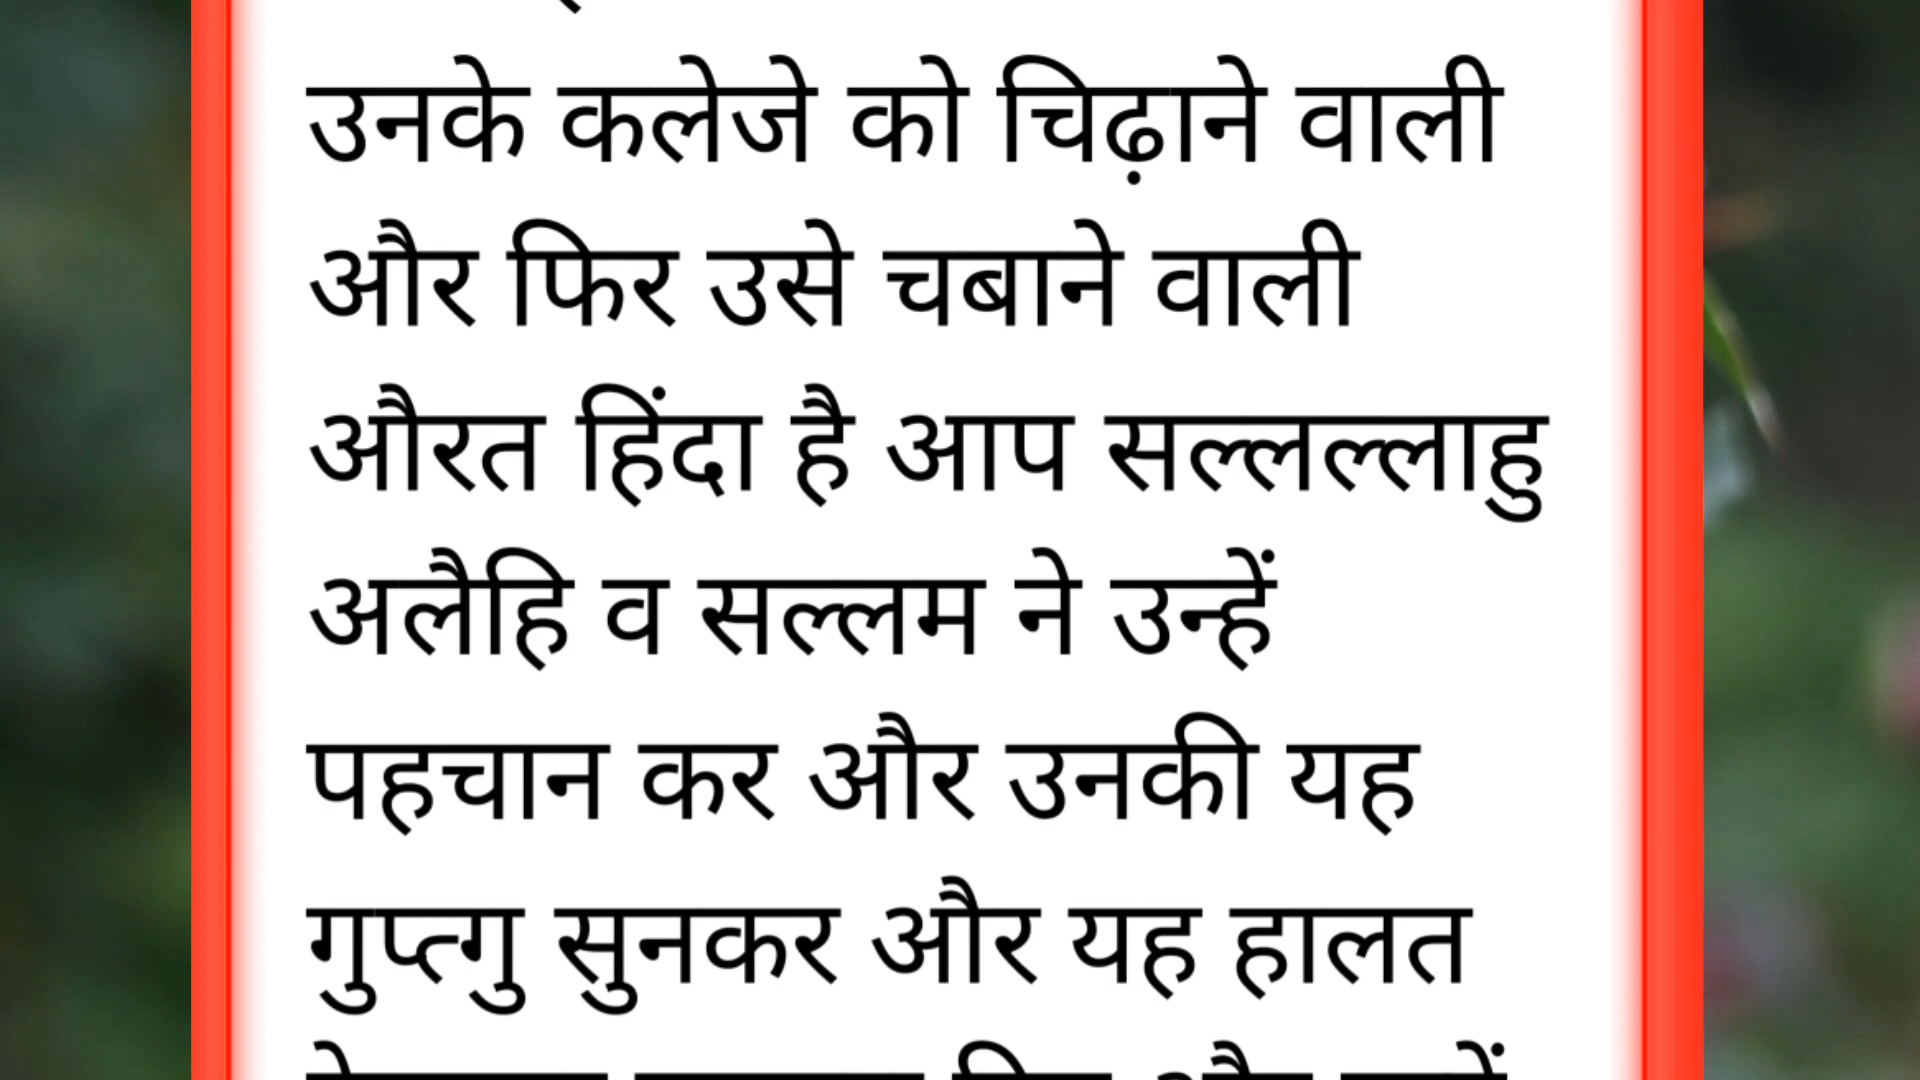 उनके कलेजे को चिढ़ाने वाली
और फिर उसे चबाने वाली
औरत हिंदा है आप सल्लल्लाहु
अलैहि व सल्लम ने उन्हें
पहचान कर और उनकी यह
गुप्त्गु सुनकर और यह हालत